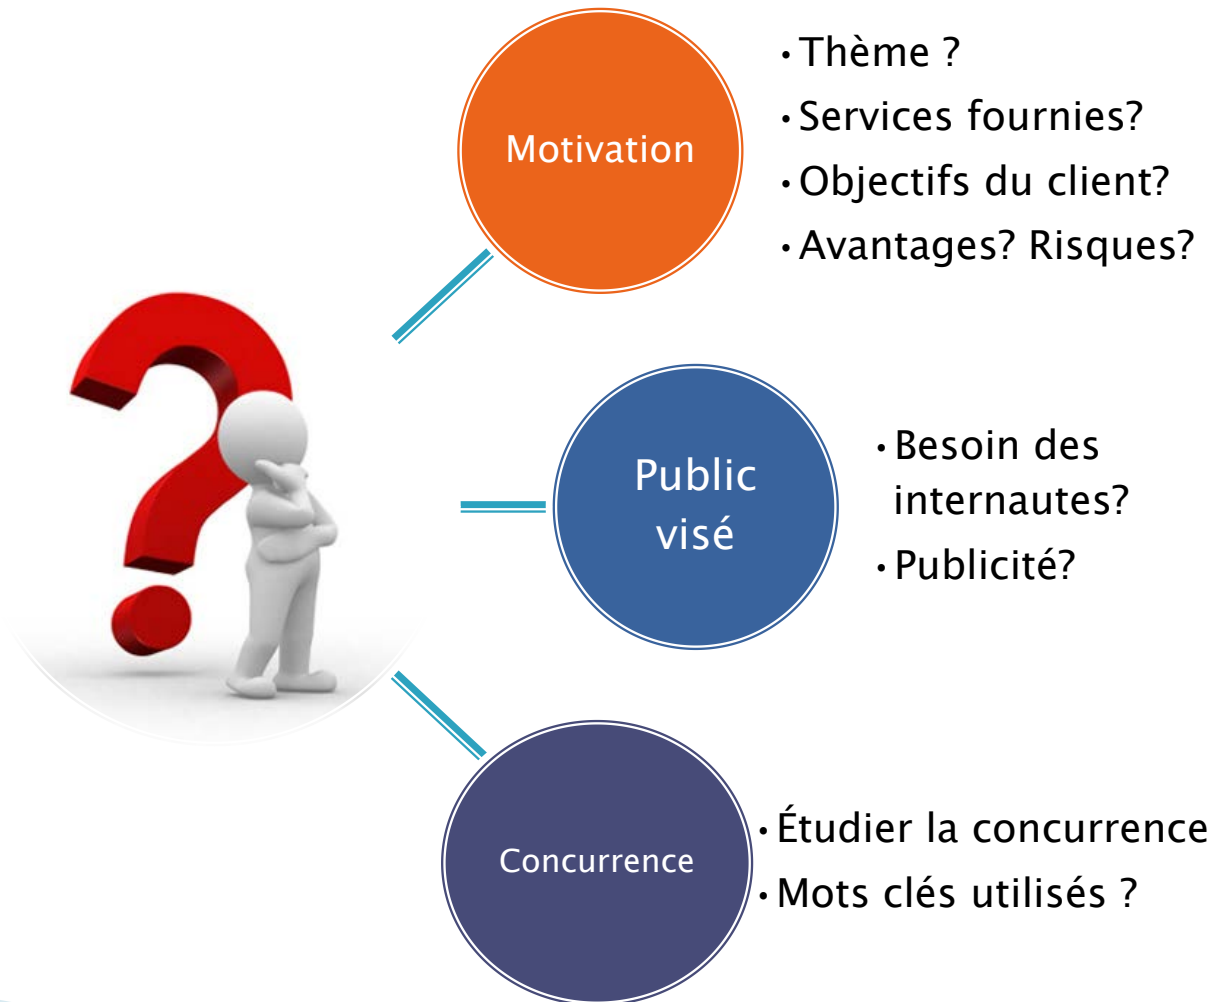 Motivation
•Thème ?
•Services fournies?
•Objectifs du client?
•Avantages? Risques?
Public
visé
•Besoin des
internautes?
•Publicité?
Concurrence
•Étudier la concurrence
•Mots clés utilisés ?